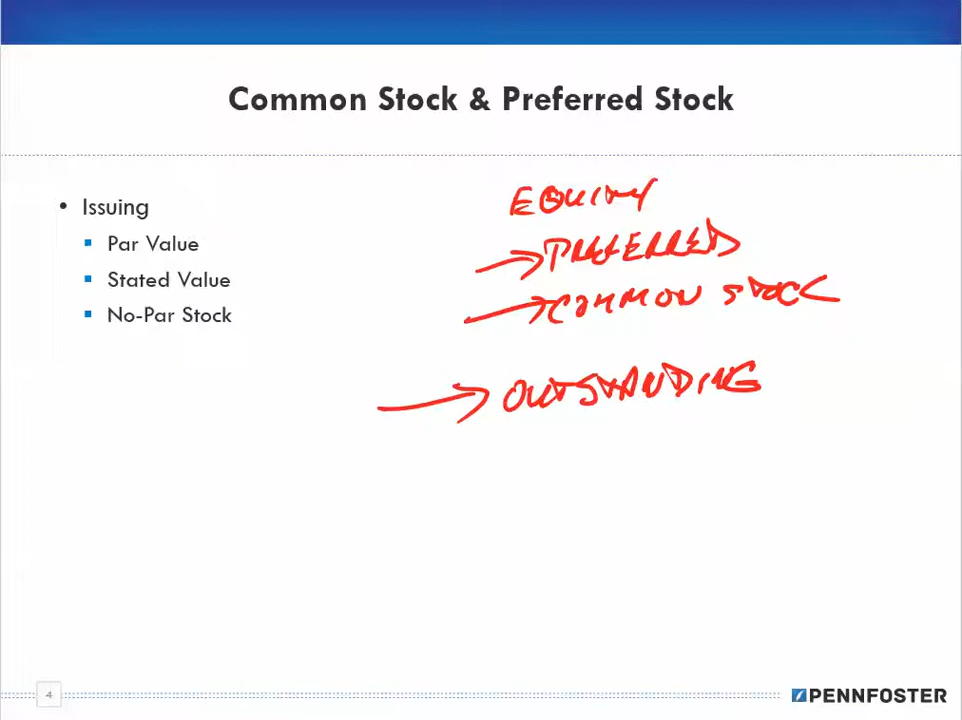 Common Stock & Preferred Stock
• Issuing
▪ Par Value
▪ Stated Value
▪ No-Par Stock
EQUITY
→ PREFERRED
→ COMMON STOCK
→ OUTSTANDING
4
PENNFOSTER